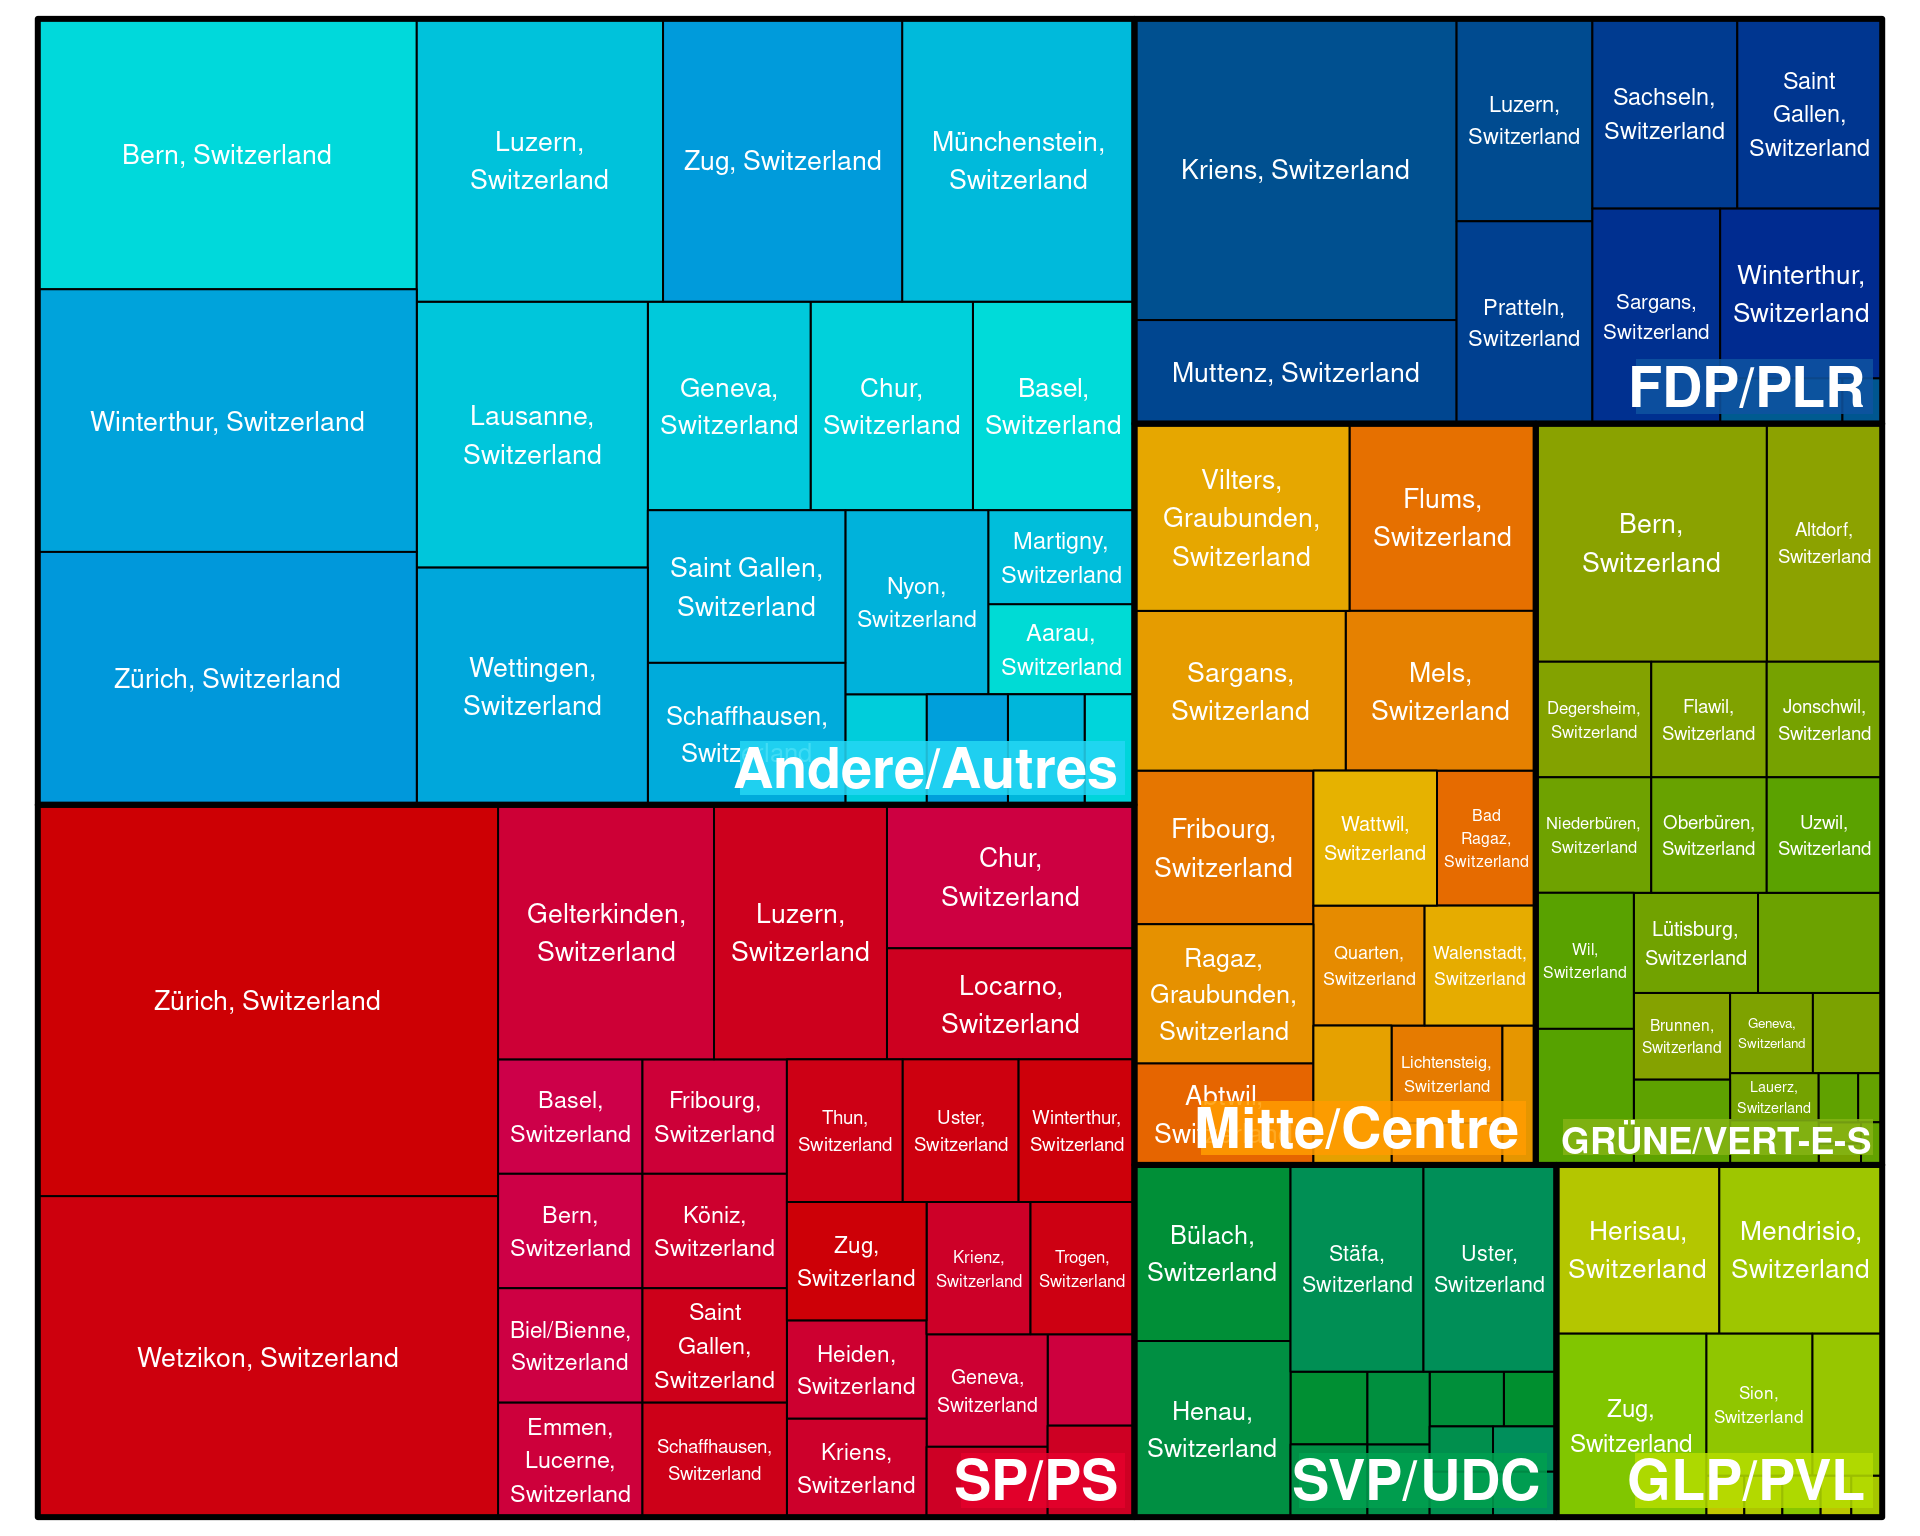 Bern, Switzerland
Winterthur, Switzerland
Zürich, Switzerland
Luzern,
Switzerland
Zug, Switzerland
Münchenstein,
Switzerland
Lausanne,
Switzerland
Wettingen,
Switzerland
Geneva,
Switzerland
Chur,
Switzerland
Basel,
Switzerland
Saint Gallen,
Switzerland
Schaffhausen,
Switzerland
Nyon,
Switzerland
Martigny,
Switzerland
Aarau,
Switzerland
Andere/Autres
Zürich, Switzerland
Wetzikon, Switzerland
Gelterkinden,
Switzerland
Luzern,
Switzerland
Chur,
Switzerland
Locarno,
Switzerland
Basel,
Switzerland
Fribourg,
Switzerland
Bern,
Switzerland
Köniz,
Switzerland
Biel/Bienne,
Switzerland
Saint
Gallen,
Switzerland
Emmen,
Lucerne,
Switzerland
Schaffhausen,
Switzerland
Thun,
Switzerland
Uster,
Switzerland
Winterthur,
Switzerland
Zug,
Switzerland
Krienz,
Switzerland
Trogen,
Switzerland
Heiden,
Switzerland
Geneva,
Switzerland
Kriens,
Switzerland
SP/PS
Kriens, Switzerland
Muttenz, Switzerland
Luzern,
Switzerland
Pratteln,
Switzerland
Sachseln,
Switzerland
Saint
Gallen,
Switzerland
Sargans,
Switzerland
Winterthur,
Switzerland
FDP/PLR
Vilters,
Graubunden,
Switzerland
Flums,
Switzerland
Sargans,
Switzerland
Mels,
Switzerland
Fribourg,
Switzerland
Wattwil,
Switzerland
Bad
Ragaz,
Switzerland
Ragaz,
Graubunden,
Switzerland
Quarten,
Switzerland
Walenstadt,
Switzerland
Abtwil,
Switzerland
Lichtensteig,
Switzerland
Mitte/Centre
Bern,
Switzerland
Altdorf,
Switzerland
Degersheim,
Switzerland
Flawil,
Switzerland
Jonschwil,
Switzerland
Niederbüren,
Switzerland
Oberbüren,
Switzerland
Uzwil,
Switzerland
Wil,
Switzerland
Lütisburg,
Switzerland
Brunnen,
Switzerland
Geneva,
Switzerland
Lauerz,
Switzerland
GRÜNE/VERT-E-S
Bülach,
Switzerland
Henau,
Switzerland
Stäfa,
Switzerland
Uster,
Switzerland
SVP/UDC
Herisau,
Switzerland
Mendrisio,
Switzerland
Zug,
Switzerland
Sion,
Switzerland
GLP/PVL